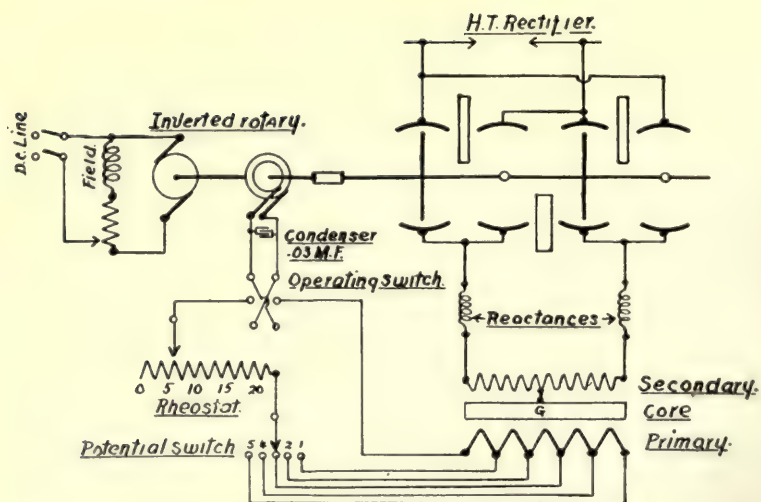 H.T. Rectifier.
Inverted rotary.
D.C. Line
Field.
Condenser
.03 M.F.
Operating switch.
Reactances
0 5 10 15 20
Rheostat.
Secondary.
G
Core
Potential switch
5 4 2 1
Primary.